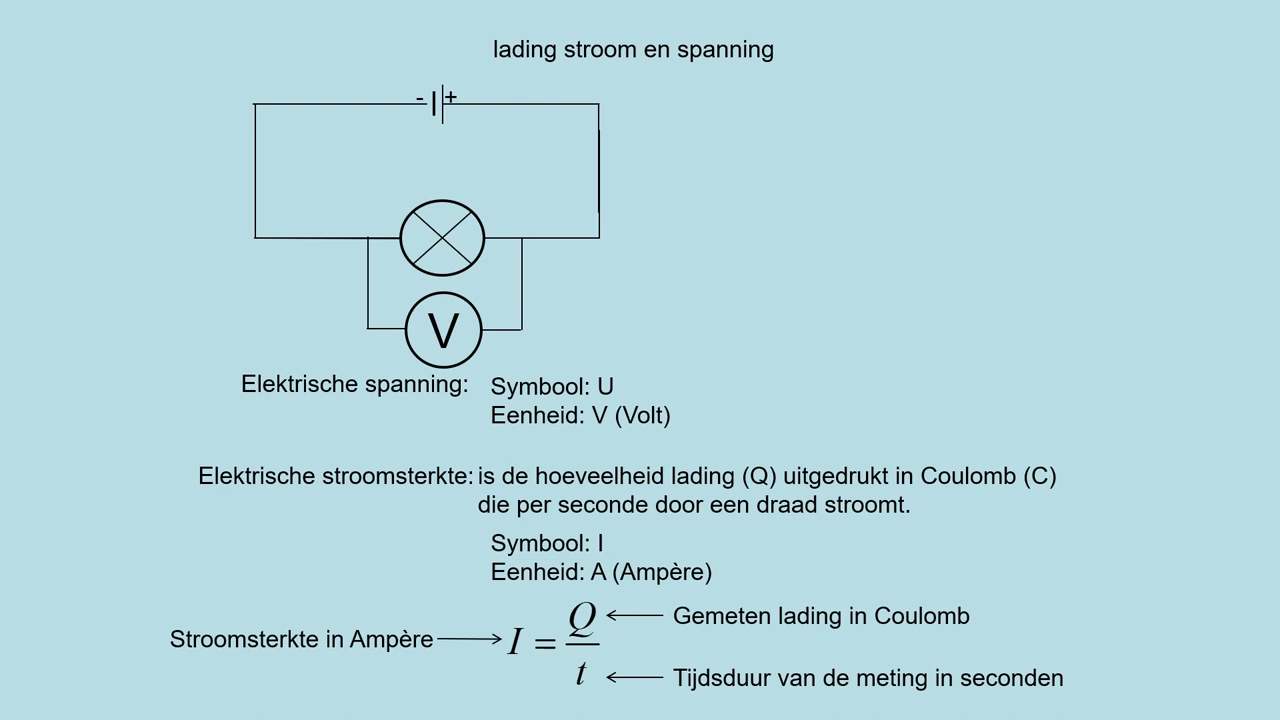 lading stroom en spanning
- +
V
Elektrische spanning: Symbool: U
Eenheid: V (Volt)
Elektrische stroomsterkte: is de hoeveelheid lading (Q) uitgedrukt in Coulomb (C)
die per seconde door een draad stroomt.
Symbool: I
Eenheid: A (Ampère)
Q Gemeten lading in Coulomb
Stroomsterkte in Ampère I =
t Tijdsduur van de meting in seconden